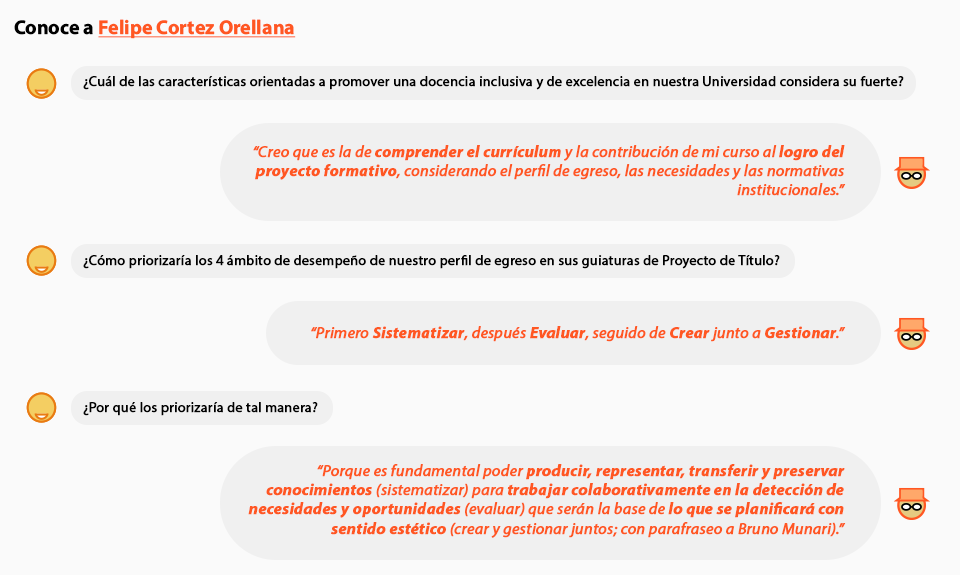 Conoce a Felipe Cortez Orellana
¿Cuál de las características orientadas a promover una docencia inclusiva y de excelencia en nuestra Universidad considera su fuerte?
“Creo que es la de comprender el currículum y la contribución de mi curso al logro del
proyecto formativo, considerando el perfil de egreso, las necesidades y las normativas
institucionales.”
¿Cómo priorizaría los 4 ámbito de desempeño de nuestro perfil de egreso en sus guiaturas de Proyecto de Título?
“Primero Sistematizar, después Evaluar, seguido de Crear junto a Gestionar.”
¿Por qué los priorizaría de tal manera?
“Porque es fundamental poder producir, representar, transferir y preservar
conocimientos (sistematizar) para trabajar colaborativamente en la detección de
necesidades y oportunidades (evaluar) que serán la base de lo que se planificará con
sentido estético (crear y gestionar juntos; con parafraseo a Bruno Munari).”